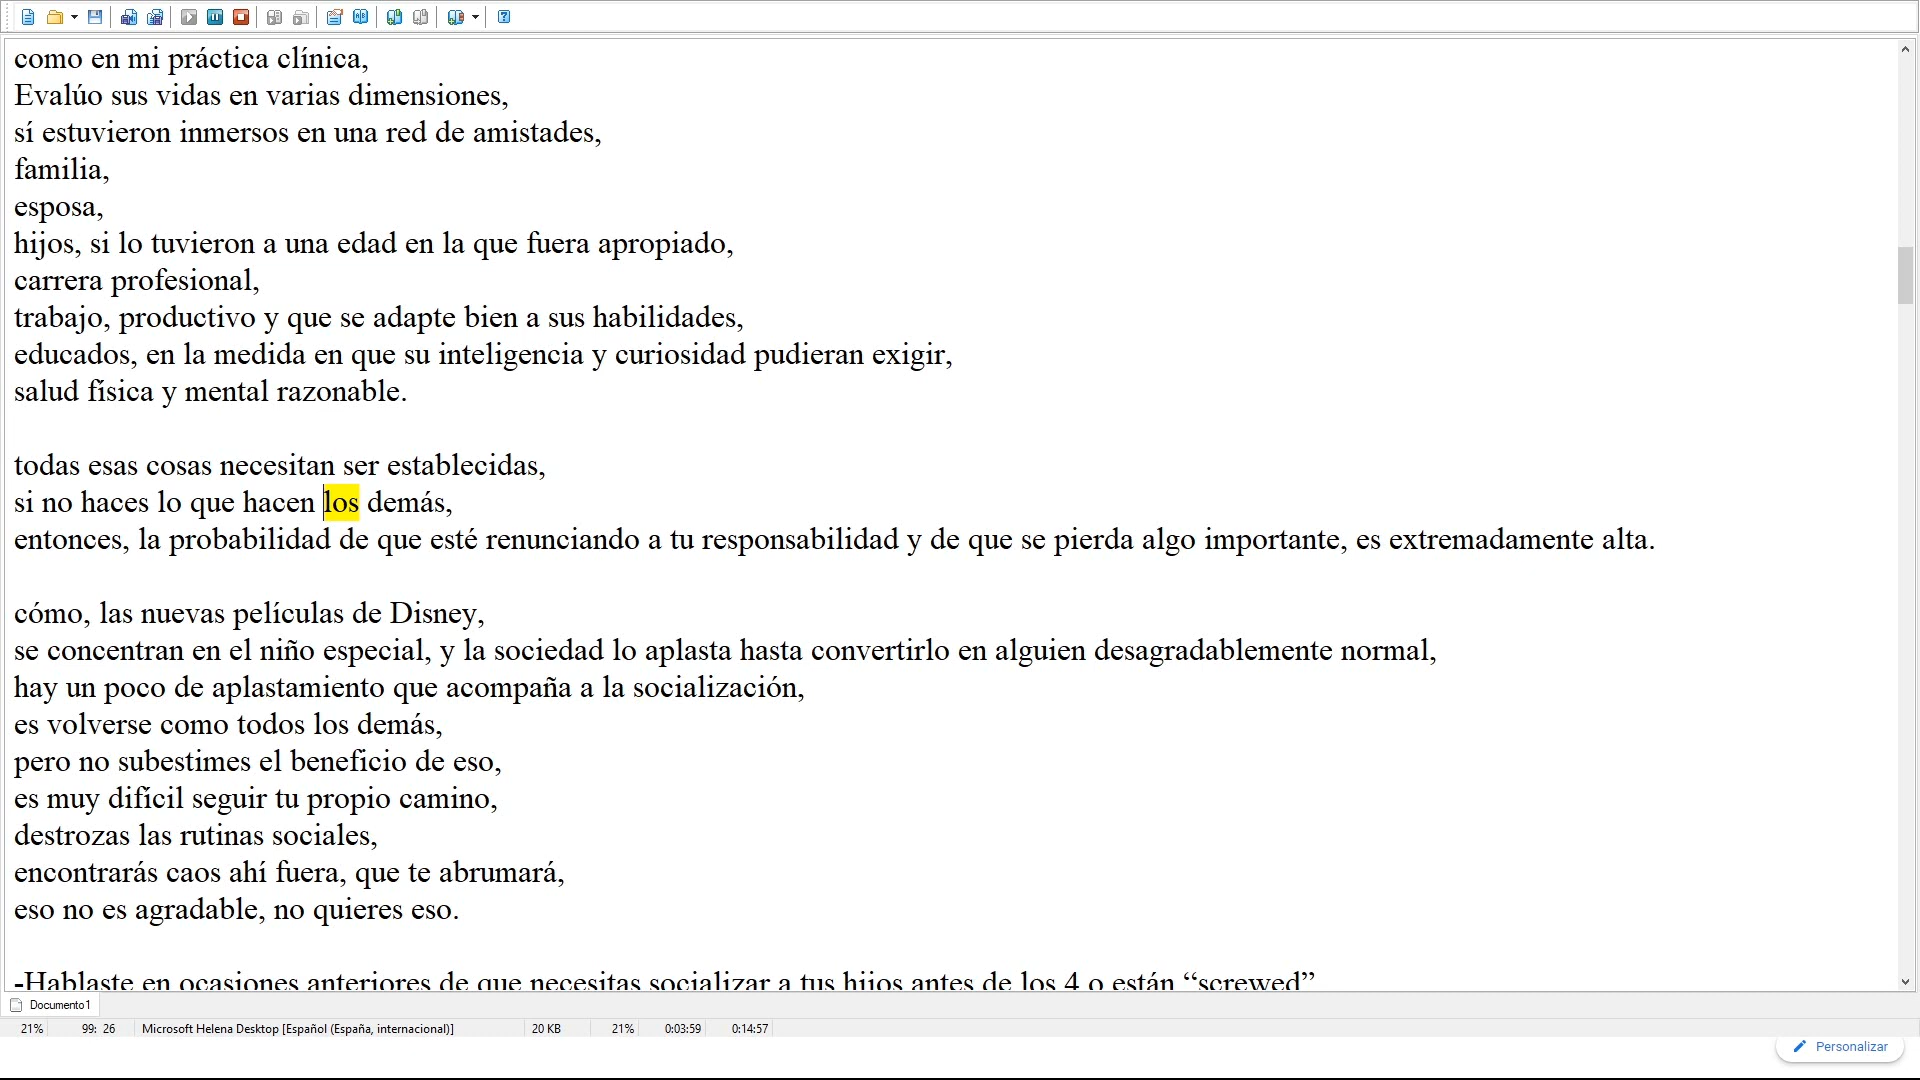 como en mi práctica clínica,
Evalúo sus vidas en varias dimensiones,
sí estuvieron inmersos en una red de amistades,
familia,
esposa,
hijos, si lo tuvieron a una edad en la que fuera apropiado,
carrera profesional,
trabajo, productivo y que se adapte bien a sus habilidades,
educados, en la medida en que su inteligencia y curiosidad pudieran exigir,
salud física y mental razonable.
todas esas cosas necesitan ser establecidas,
si no haces lo que hacen los demás,
entonces, la probabilidad de que esté renunciando a tu responsabilidad y de que se pierda algo importante, es extremadamente alta.
cómo, las nuevas películas de Disney,
se concentran en el niño especial, y la sociedad lo aplasta hasta convertirlo en alguien desagradablemente normal,
hay un poco de aplastamiento que acompaña a la socialización,
es volverse como todos los demás,
pero no subestimes el beneficio de eso,
es muy difícil seguir tu propio camino,
destrozas las rutinas sociales,
encontrarás caos ahí fuera, que te abrumará,
eso no es agradable, no quieres eso.
-Hablaste en ocasiones anteriores de que necesitas socializar a tus hijos antes de los 4 o están “screwed”
Documento1
21% 99: 26 Microsoft Helena Desktop [Español (España, internacional)] 20 KB 21% 0:03:59 0:14:57
Personalizar